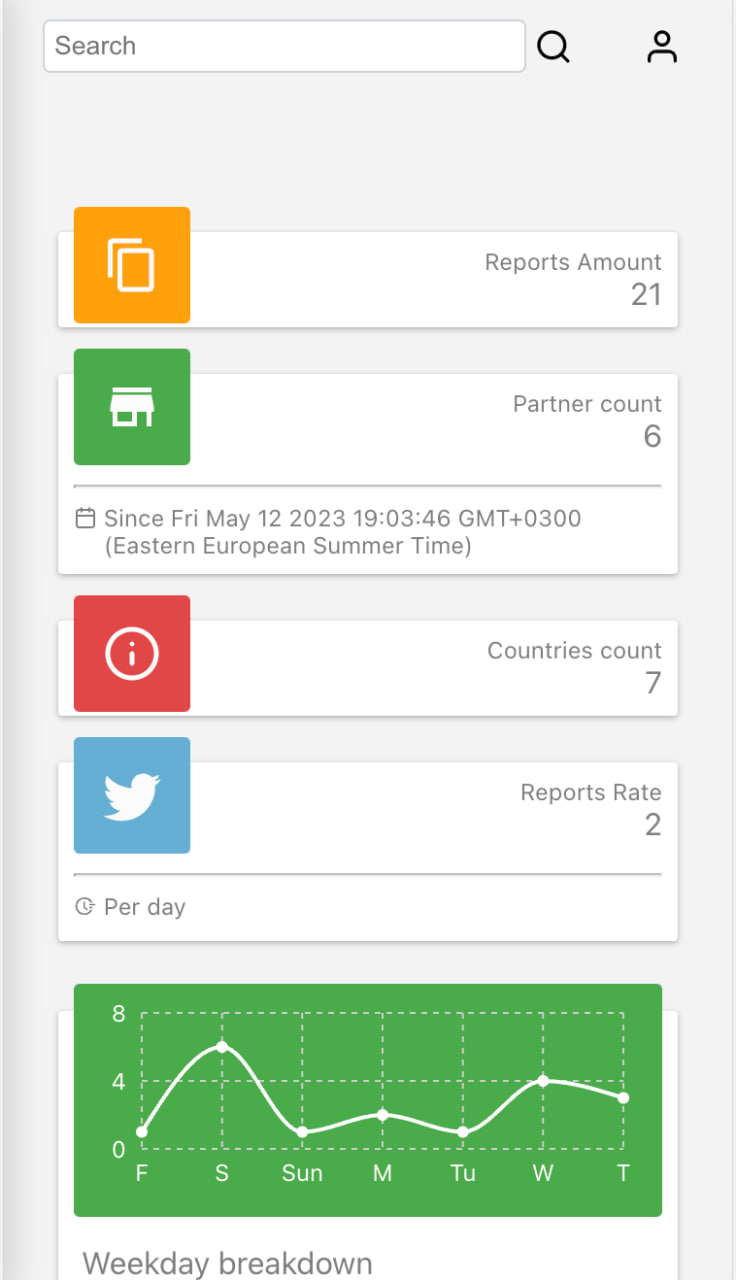 Search
Reports Amount
21
Partner count
6
Since Fri May 12 2023 19:03:46 GMT+0300
(Eastern European Summer Time)
Countries count
7
Reports Rate
2
Per day
8
4
0
F S Sun M Tu W T
Weekday breakdown